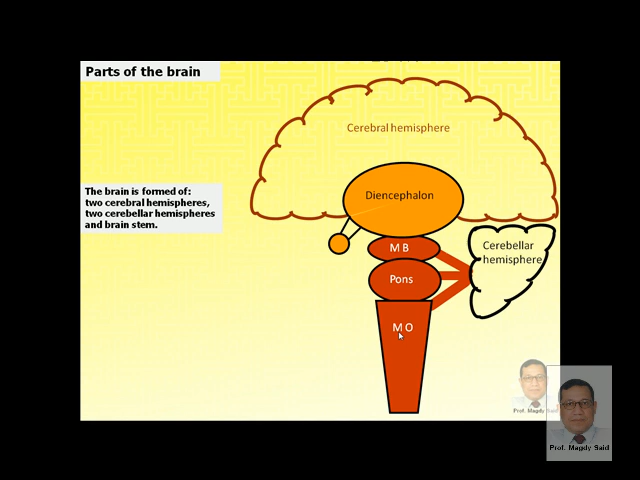 Parts of the brain
Cerebral hemisphere
The brain is formed of:
two cerebral hemispheres,
two cerebellar hemispheres
and brain stem.
Diencephalon
M B
Cerebellar
hemisphere
Pons
M O
Prof. Magdy Said
Prof. Magdy Said